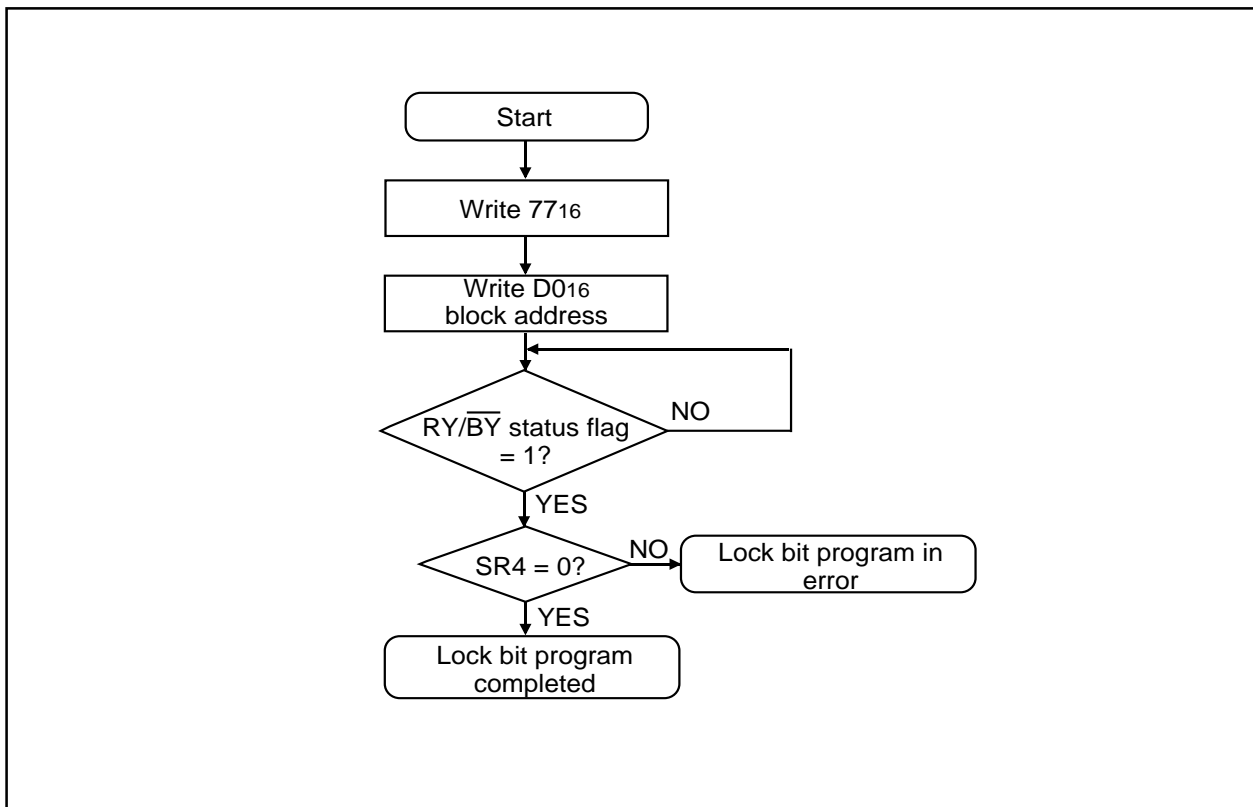 Start
Write 77₁₆
Write D0₁₆
block address
NO
RY/B̅Y̅ status flag
= 1?
YES
SR4 = 0?
NO
Lock bit program in
error
YES
Lock bit program
completed